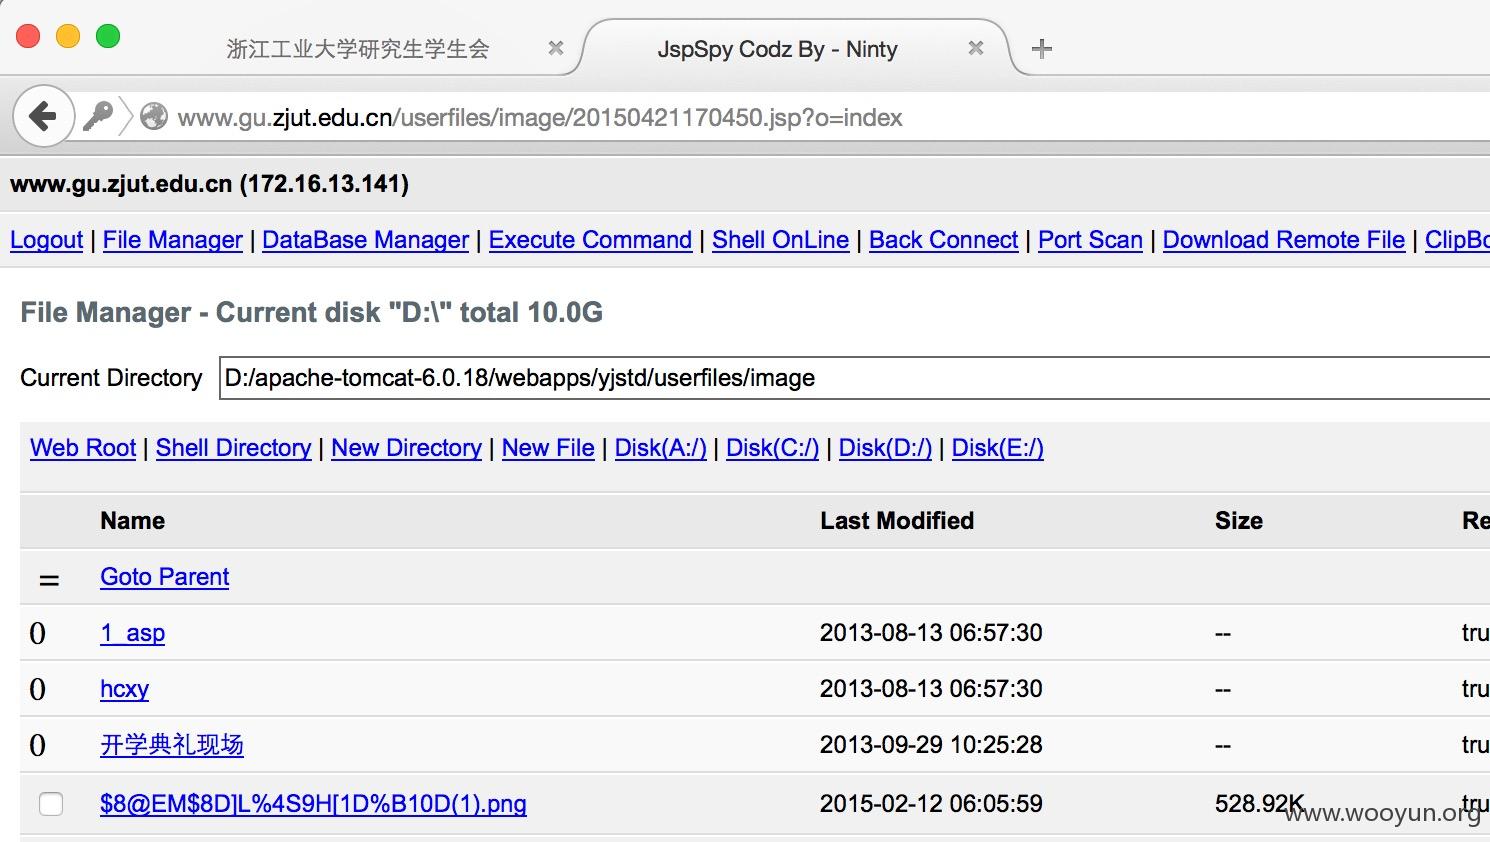 浙江工业大学研究生学生会
JspSpy Codz By - Ninty
www.gu.zjut.edu.cn/userfiles/image/20150421170450.jsp?o=index
www.gu.zjut.edu.cn (172.16.13.141)
Logout | File Manager | DataBase Manager | Execute Command | Shell OnLine | Back Connect | Port Scan | Download Remote File | ClipBo
File Manager - Current disk "D:\" total 10.0G
Current Directory D:/apache-tomcat-6.0.18/webapps/yjstd/userfiles/image
Web Root | Shell Directory | New Directory | New File | Disk(A:/) | Disk(C:/) | Disk(D:/) | Disk(E:/)
Name Last Modified Size Re
= Goto Parent
0 1_asp 2013-08-13 06:57:30 -- tru
0 hcxy 2013-08-13 06:57:30 -- tru
0 开学典礼现场 2013-09-29 10:25:28 -- tru
$8@EM$8D]L%4S9H[1D%B10D(1).png 2015-02-12 06:05:59 528.92K tru
www.wooyun.org